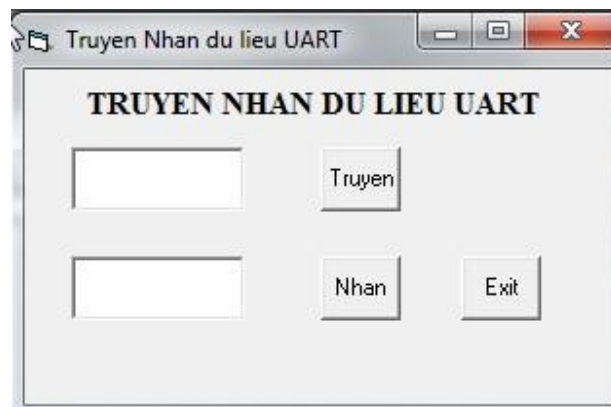 Truyen Nhan du lieu UART
TRUYEN NHAN DU LIEU UART
Truyen
Nhan
Exit